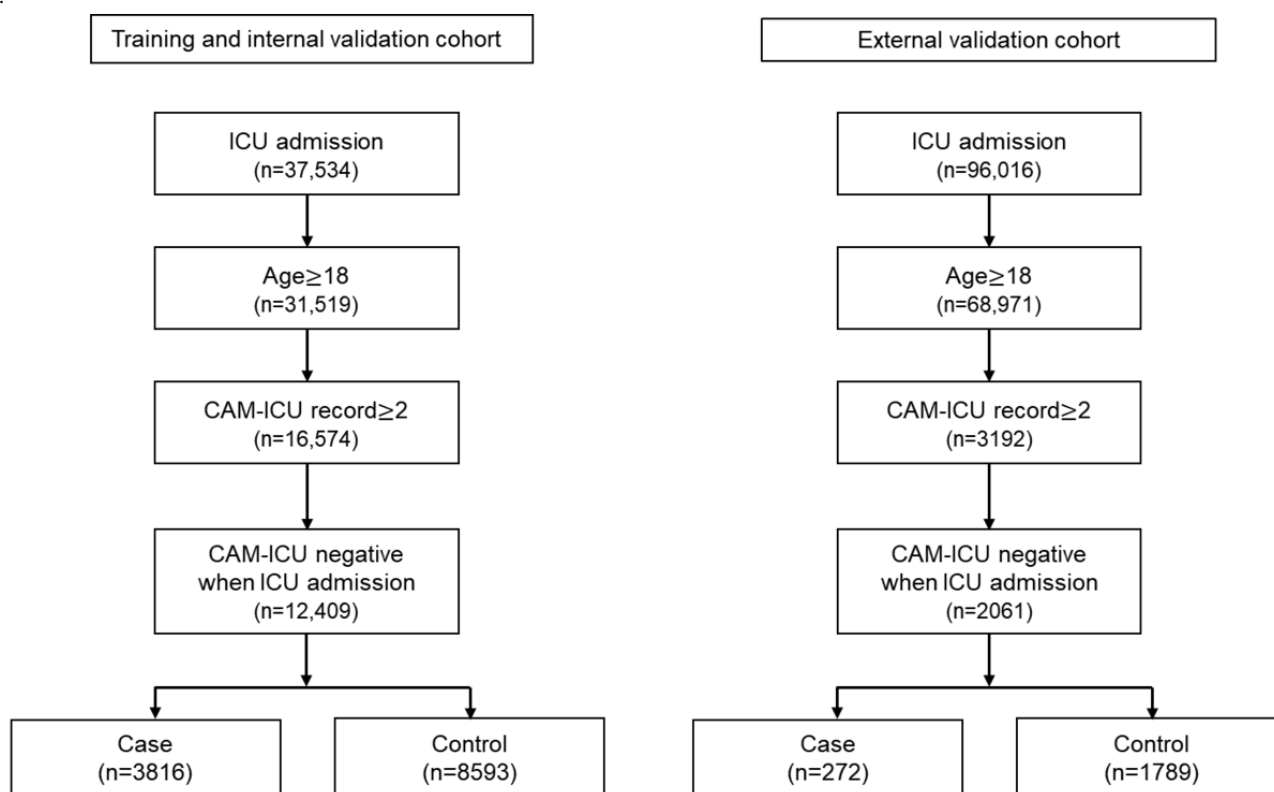 Training and internal validation cohort
ICU admission
(n=37,534)
Age≥18
(n=31,519)
CAM-ICU record≥2
(n=16,574)
CAM-ICU negative
when ICU admission
(n=12,409)
Case
(n=3816)
Control
(n=8593)
External validation cohort
ICU admission
(n=96,016)
Age≥18
(n=68,971)
CAM-ICU record≥2
(n=3192)
CAM-ICU negative
when ICU admission
(n=2061)
Case
(n=272)
Control
(n=1789)